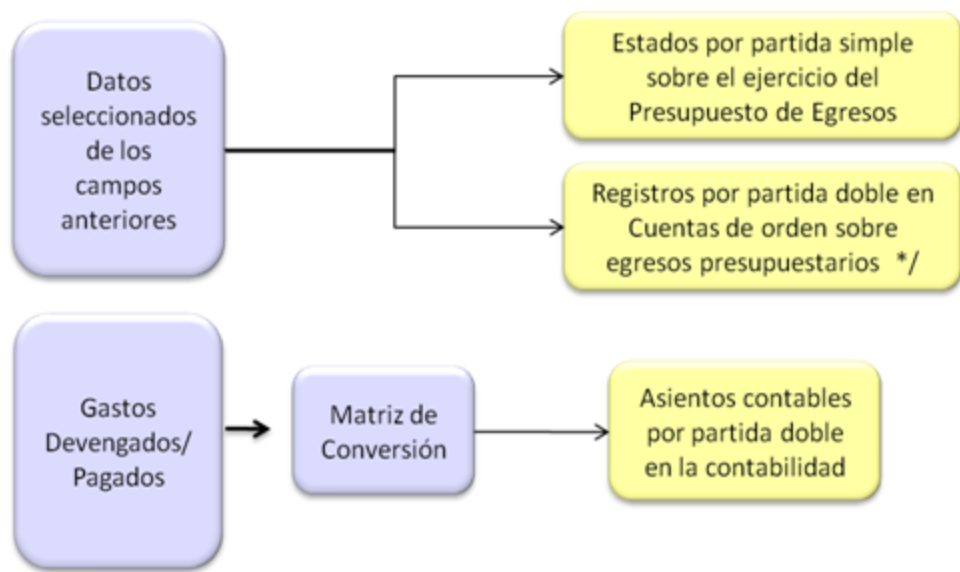 Datos
seleccionados
de los
campos
anteriores
Estados por partida simple
sobre el ejercicio del
Presupuesto de Egresos
Registros por partida doble en
Cuentas de orden sobre
egresos presupuestarios */
Gastos
Devengados/
Pagados
Matriz de
Conversión
Asientos contables
por partida doble
en la contabilidad